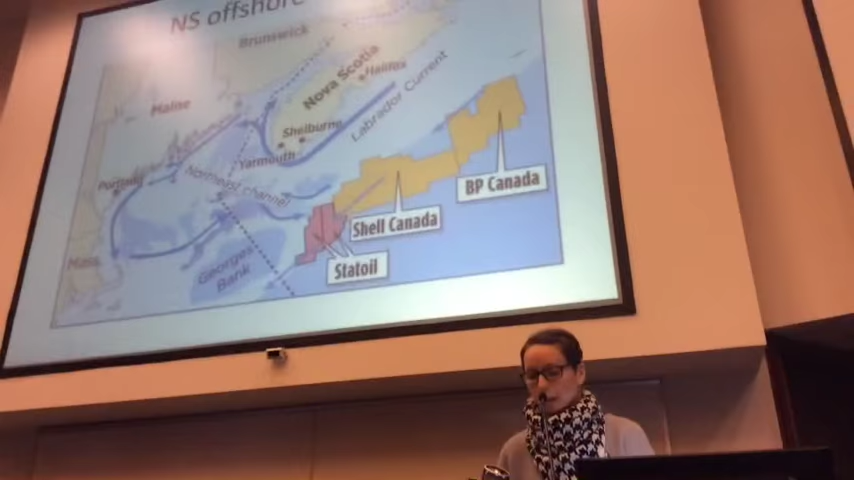 NS offshore
Brunswick
Nova Scotia
Halifax
Maine
Labrador Current
Shelburne
Yarmouth
Portland
Northeast channel
BP Canada
Shell Canada
Mass
Georges
Bank
Statoil